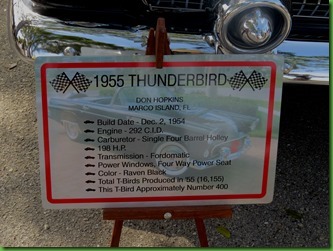 1955 THUNDERBIRD
DON HOPKINS
MARCO ISLAND, FL
Build Date - Dec. 2, 1954
Engine - 292 C.I.D.
Carburetor - Single Four Barrel Holley
198 H.P.
Transmission - Fordomatic
Power Windows, Four Way Power Seat
Color - Raven Black
Total T-Birds Produced in '55 (16,155)
This T-Bird Approximately Number 400